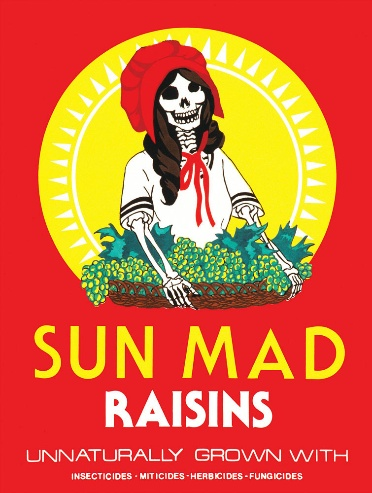 SUN MAD
RAISINS
UNNATURALLY GROWN WITH
INSECTICIDES - MITICIDES - HERBICIDES - FUNGICIDES